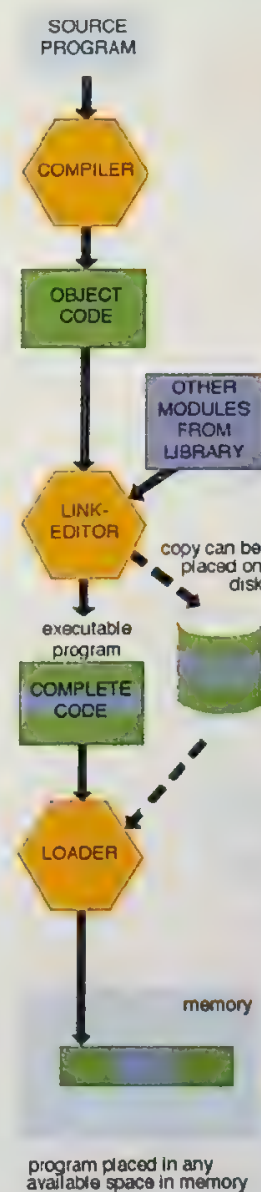 SOURCE
PROGRAM
COMPILER
OBJECT
CODE
OTHER
MODULES
FROM
LIBRARY
LINK-
EDITOR
copy can be
placed on
disk
executable
program
COMPLETE
CODE
LOADER
memory
program placed in any
available space in memory